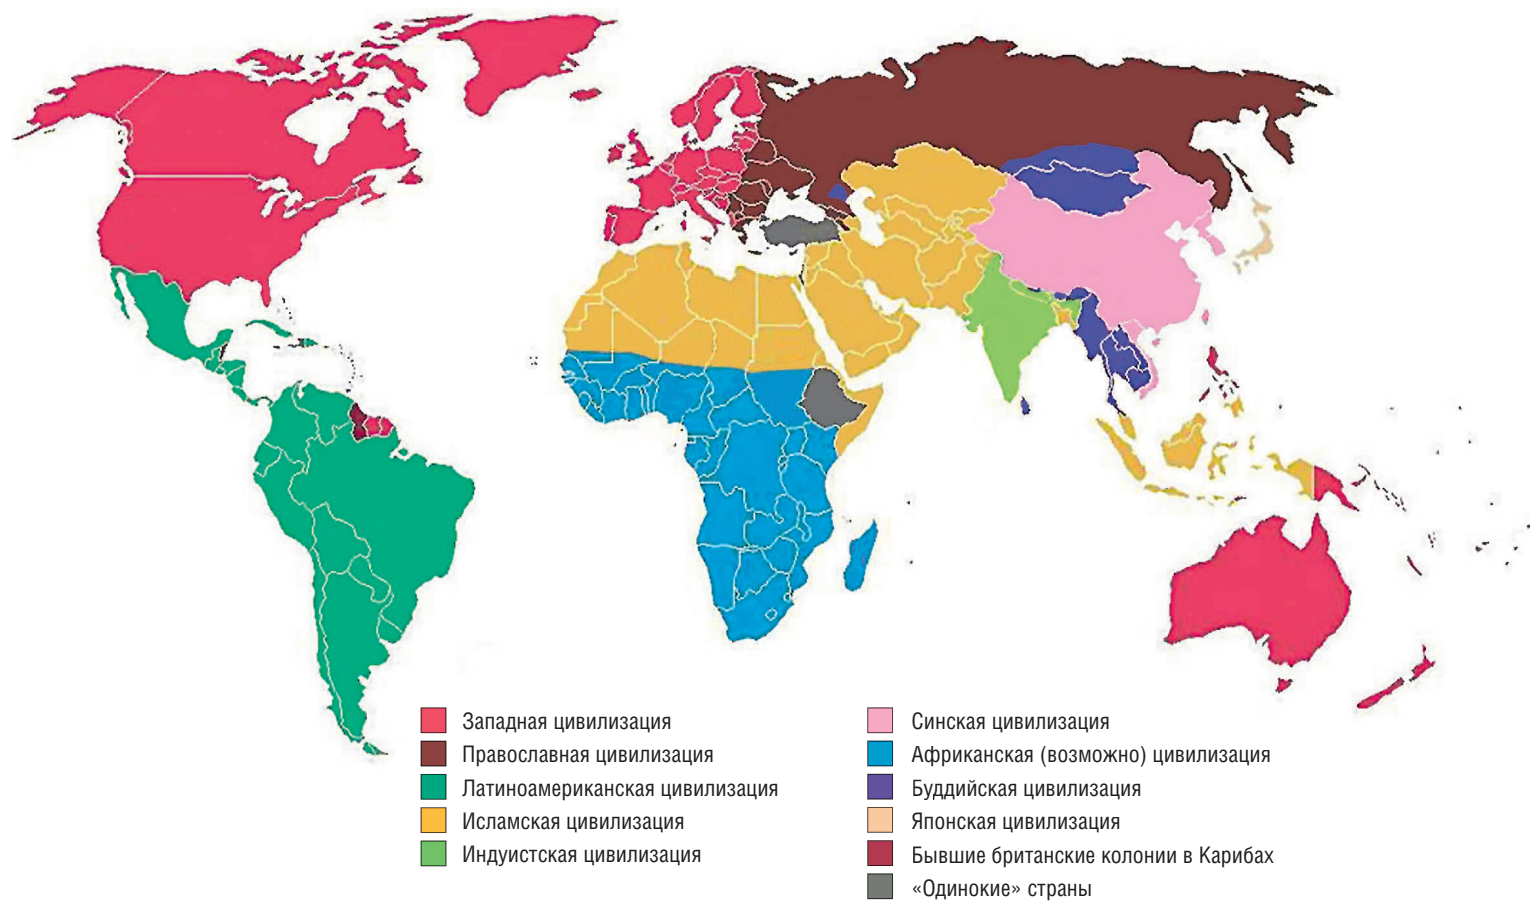 Западная цивилизация
Православная цивилизация
Латиноамериканская цивилизация
Исламская цивилизация
Индуистская цивилизация
Синская цивилизация
Африканская (возможно) цивилизация
Буддийская цивилизация
Японская цивилизация
Бывшие британские колонии в Карибах
«Одинокие» страны